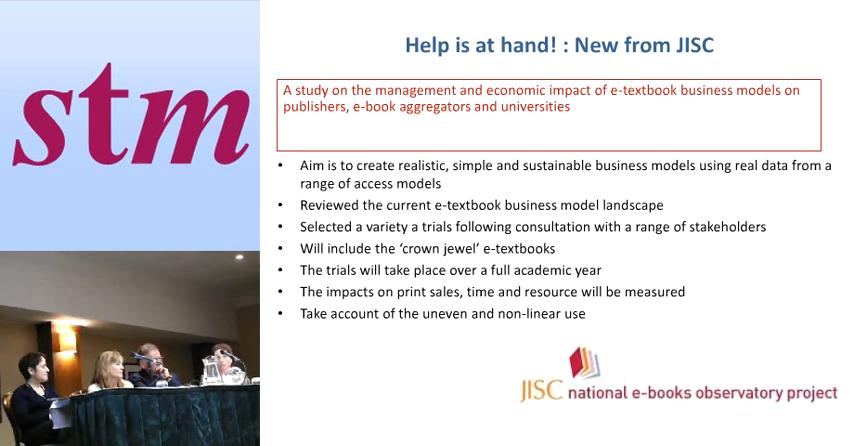 stm
Help is at hand! : New from JISC
A study on the management and economic impact of e-textbook business models on
publishers, e-book aggregators and universities
• Aim is to create realistic, simple and sustainable business models using real data from a
range of access models
• Reviewed the current e-textbook business model landscape
• Selected a variety a trials following consultation with a range of stakeholders
• Will include the ‘crown jewel’ e-textbooks
• The trials will take place over a full academic year
• The impacts on print sales, time and resource will be measured
• Take account of the uneven and non-linear use
JISC national e-books observatory project